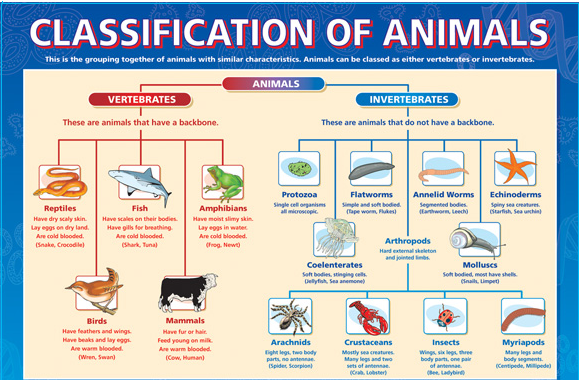 CLASSIFICATION OF ANIMALS
This is the grouping together of animals with similar characteristics. Animals can be classed as either vertebrates or invertebrates.
ANIMALS
VERTEBRATES
These are animals that have a backbone.
Reptiles
Have dry scaly skin.
Lay eggs on dry land.
Are cold blooded.
(Snake, Crocodile)
Fish
Have scales on their bodies.
Have gills for breathing.
Are cold blooded.
(Shark, Tuna)
Amphibians
Have moist slimy skin.
Lay eggs in water.
Are cold blooded.
(Frog, Newt)
Birds
Have feathers and wings.
Have beaks and lay eggs.
Are warm blooded.
(Wren, Swan)
Mammals
Have fur or hair.
Feed young on milk.
Are warm blooded.
(Cow, Human)
INVERTEBRATES
These are animals that do not have a backbone.
Protozoa
Single cell organisms
all microscopic.
Flatworms
Simple and soft bodied.
(Tape worm, Flukes)
Annelid Worms
Segmented bodies.
(Earthworm, Leech)
Echinoderms
Spiny sea creatures.
(Starfish, Sea urchin)
Coelenterates
Soft bodies, stinging cells.
(Jellyfish, Sea anemone)
Arthropods
Hard external skeleton
and jointed limbs.
Molluscs
Soft bodied, most have shells.
(Snails, Limpet)
Arachnids
Eight legs, two body
parts, no antennae.
(Spider, Scorpion)
Crustaceans
Mostly sea creatures.
Many legs and two
sets of antennae.
(Crab, Lobster)
Insects
Wings, six legs, three
body parts, one pair
of antennae.
(Bee, Ladybird)
Myriapods
Many legs and
body segments.
(Centipede, Millipede)